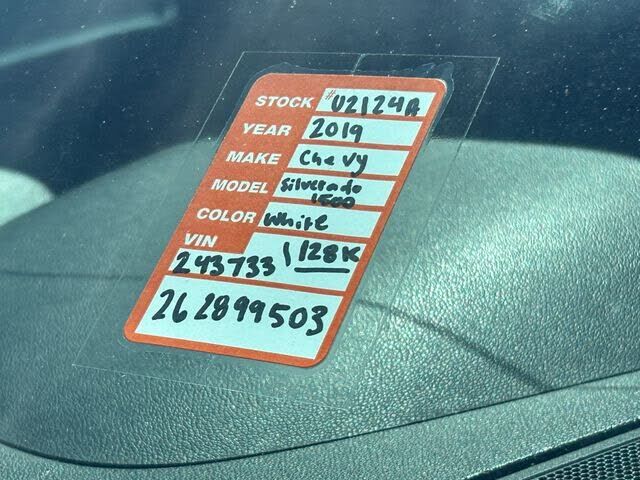 STOCK # U2124A
YEAR 2019
MAKE Chevy
MODEL Silverado
1500
COLOR White
VIN
243733 \ 128K
262899503